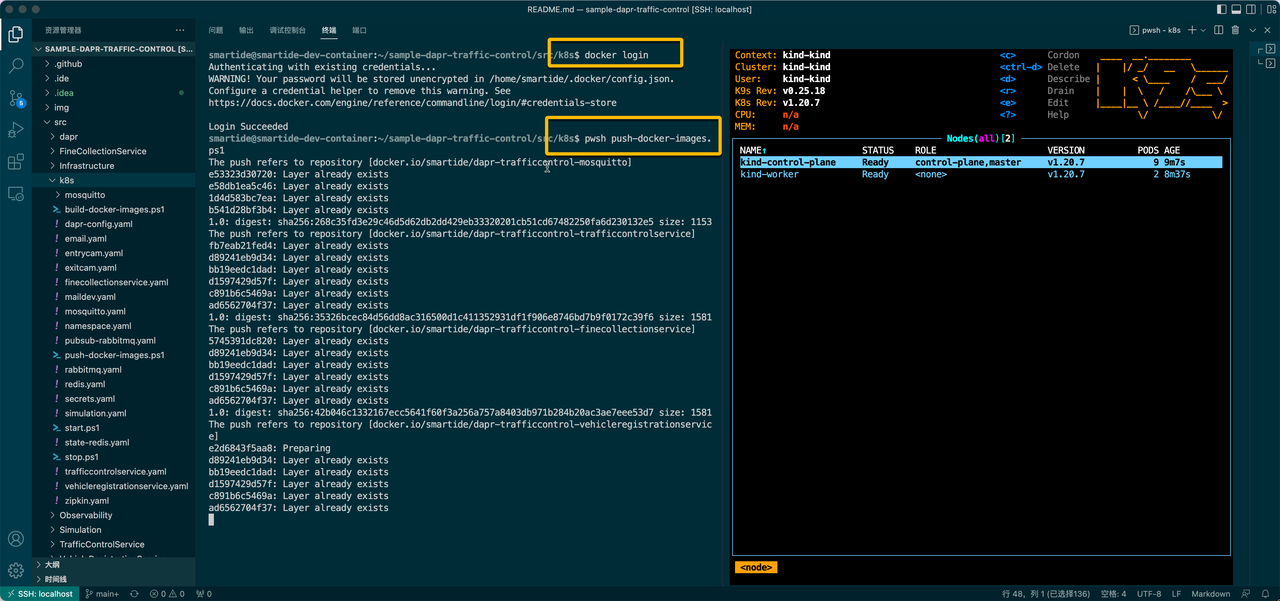 README.md — sample-dapr-traffic-control [SSH: localhost]
资源管理器
SAMPLE-DAPR-TRAFFIC-CONTROL [S...
.github
.ide
.idea
img
src
dapr
FineCollectionService
Infrastructure
k8s
mosquitto
build-docker-images.ps1
dapr-config.yaml
email.yaml
entrycam.yaml
exitcam.yaml
finecollectionservice.yaml
maildev.yaml
mosquitto.yaml
namespace.yaml
pubsub-rabbitmq.yaml
push-docker-images.ps1
rabbitmq.yaml
redis.yaml
secrets.yaml
simulation.yaml
start.ps1
state-redis.yaml
stop.ps1
trafficcontrolservice.yaml
vehicleregistrationservice.yaml
zipkin.yaml
Observability
Simulation
TrafficControlService
大纲
时间线
问题 输出 调试控制台 终端 端口
pwsh - k8s
smartide@smartide-dev-container:~/sample-dapr-traffic-control/src/k8s$ docker login
Authenticating with existing credentials...
WARNING! Your password will be stored unencrypted in /home/smartide/.docker/config.json.
Configure a credential helper to remove this warning. See
https://docs.docker.com/engine/reference/commandline/login/#credentials-store
Login Succeeded
smartide@smartide-dev-container:~/sample-dapr-traffic-control/src/k8s$ pwsh push-docker-images.
ps1
The push refers to repository [docker.io/smartide/dapr-trafficcontrol-mosquitto]
e53323d30720: Layer already exists
e58db1ea5c46: Layer already exists
1d4d583bc7ea: Layer already exists
b541d28bf3b4: Layer already exists
1.0: digest: sha256:268c35fd3e29c46d5d62db2dd429eb33320201cb51cd67482250fa6d230132e5 size: 1153
The push refers to repository [docker.io/smartide/dapr-trafficcontrol-trafficcontrolservice]
fb7eab21fed4: Layer already exists
d89241eb9d34: Layer already exists
bb19eedc1dad: Layer already exists
d1597429d57f: Layer already exists
c891b6c5469a: Layer already exists
ad6562704f37: Layer already exists
1.0: digest: sha256:35326bcec84d56dd8ac316500d1c411352931df1f906e8746bd7b9f0172c39f6 size: 1581
The push refers to repository [docker.io/smartide/dapr-trafficcontrol-finecollectionservice]
5745391dc820: Layer already exists
d89241eb9d34: Layer already exists
bb19eedc1dad: Layer already exists
d1597429d57f: Layer already exists
c891b6c5469a: Layer already exists
ad6562704f37: Layer already exists
1.0: digest: sha256:42b046c1332167ecc5641f60f3a256a757a8403db971b284b20ac3ae7eee53d7 size: 1581
The push refers to repository [docker.io/smartide/dapr-trafficcontrol-vehicleregistrationservic
e]
e2d6843f5aa8: Preparing
d89241eb9d34: Layer already exists
bb19eedc1dad: Layer already exists
d1597429d57f: Layer already exists
c891b6c5469a: Layer already exists
ad6562704f37: Layer already exists
Context: kind-kind <c> Cordon
Cluster: kind-kind <ctrl-d> Delete
User: kind-kind <d> Describe
K9s Rev: v0.25.18 <r> Drain
K8s Rev: v1.20.7 <e> Edit
CPU: n/a <?> Help
MEM: n/a
Nodes(all)[2]
NAME↑ STATUS ROLE VERSION PODS AGE
kind-control-plane Ready control-plane,master v1.20.7 9 9m7s
kind-worker Ready <none> v1.20.7 2 8m37s
<node>
SSH: localhost main+ 0 0 0 行 48，列 1 (已选择136) 空格: 4 UTF-8 LF Markdown